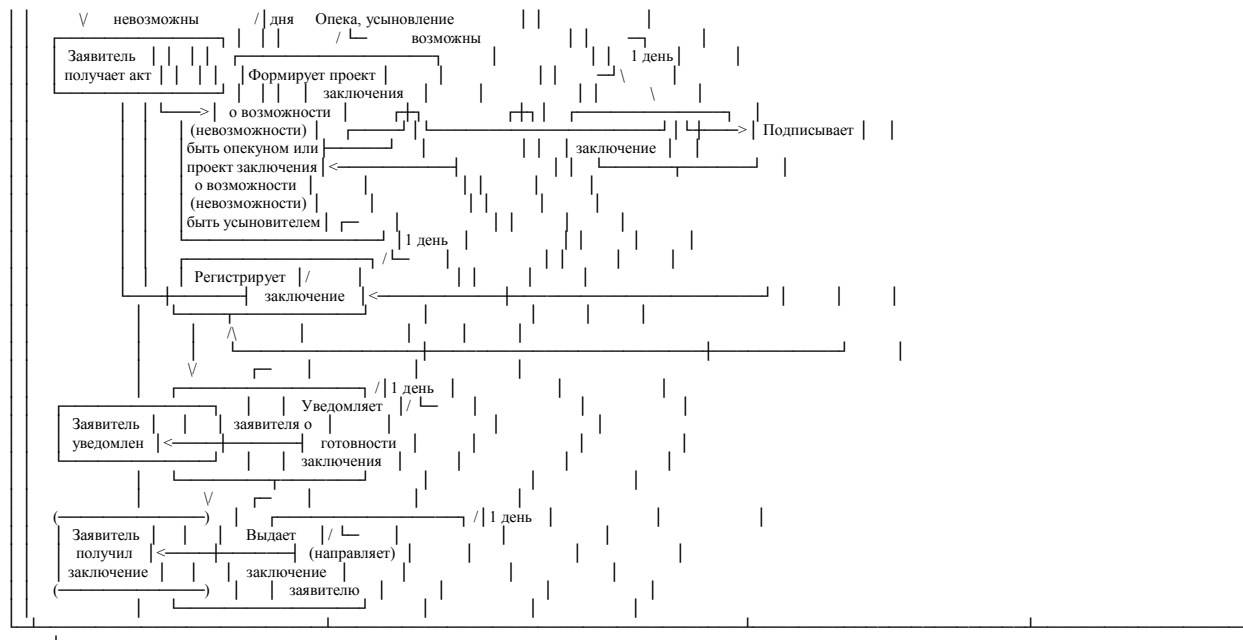 невозможны дня Опека, усыновление
возможны
Заявитель 1 день
получает акт Формирует проект
заключения
о возможности
(невозможности) Подписывает
быть опекуном или заключение
проект заключения
о возможности
(невозможности)
быть усыновителем
1 день
Регистрирует
заключение
1 день
Уведомляет
Заявитель заявителя о
уведомлен готовности
заключения
1 день
Заявитель Выдает
получил (направляет)
заключение заключение
заявителю